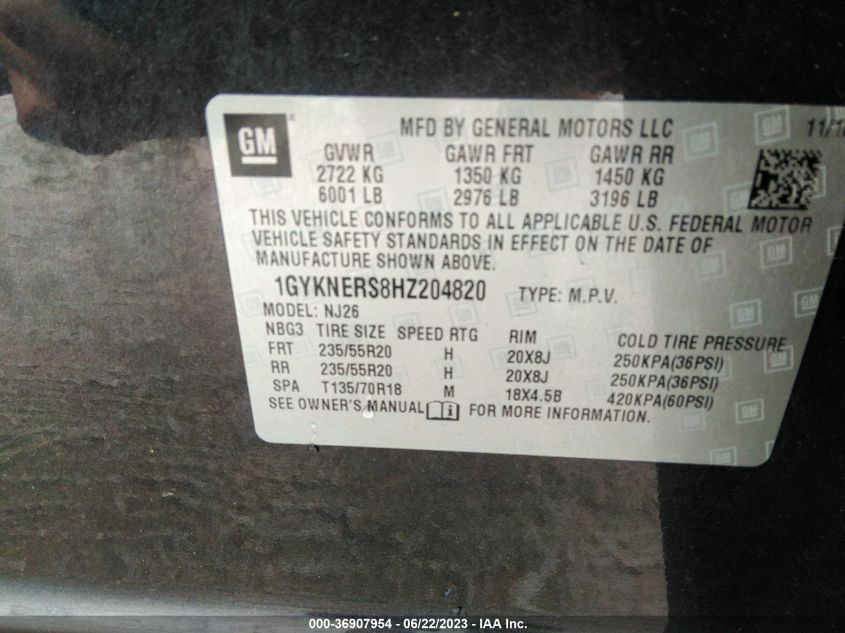 GM MFD BY GENERAL MOTORS LLC
GVWR GAWR FRT GAWR RR
2722 KG 1350 KG 1450 KG
6001 LB 2976 LB 3196 LB
THIS VEHICLE CONFORMS TO ALL APPLICABLE U.S. FEDERAL MOTOR
VEHICLE SAFETY STANDARDS IN EFFECT ON THE DATE OF
MANUFACTURE SHOWN ABOVE.
1GYKNERS8HZ204820 TYPE: M.P.V.
MODEL: NJ26
NBG3 TIRE SIZE SPEED RTG RIM COLD TIRE PRESSURE
FRT 235/55R20 H 20X8J 250KPA(36PSI)
RR 235/55R20 H 20X8J 250KPA(36PSI)
SPA T135/70R18 M 18X4.5B 420KPA(60PSI)
SEE OWNER'S MANUAL FOR MORE INFORMATION.
000-36907954 - 06/22/2023 - IAA Inc.